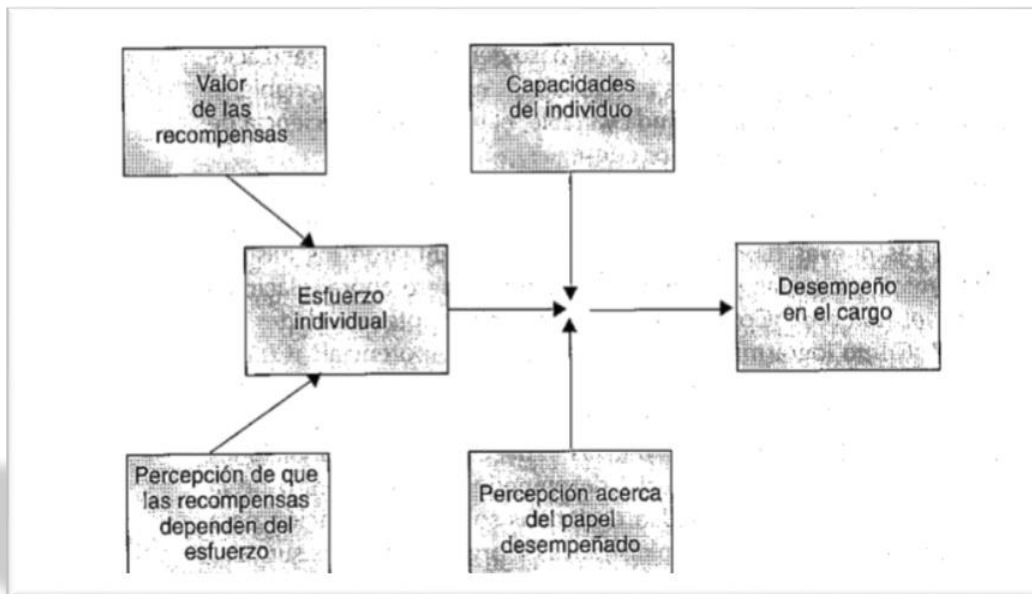 Valor
de las
recompensas
Capacidades
del individuo
Esfuerzo
individual
Desempeño
en el cargo
Percepción de que
las recompensas
dependen del
esfuerzo
Percepción acerca
del papel
desempeñado